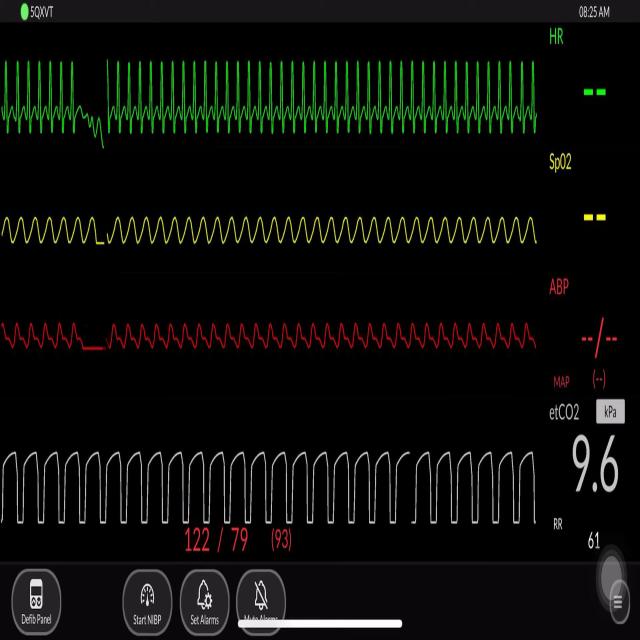 5QXVT
08:25 AM
HR
--
SpO2
--
ABP
--/--
MAP (--)
etCO2 kPa
9.6
RR
61
122 / 79 (93)
Defib Panel
Start NIBP
Set Alarms
Mute Alarms